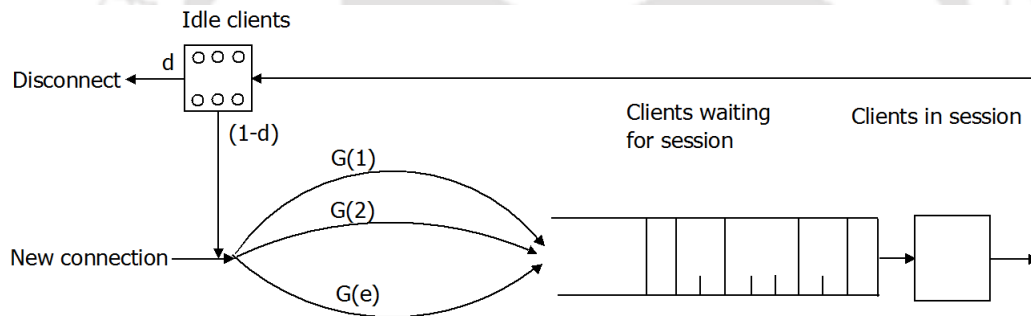 Idle clients
d
Disconnect
(1-d)
Clients waiting
for session
Clients in session
G(1)
G(2)
New connection
G(e)